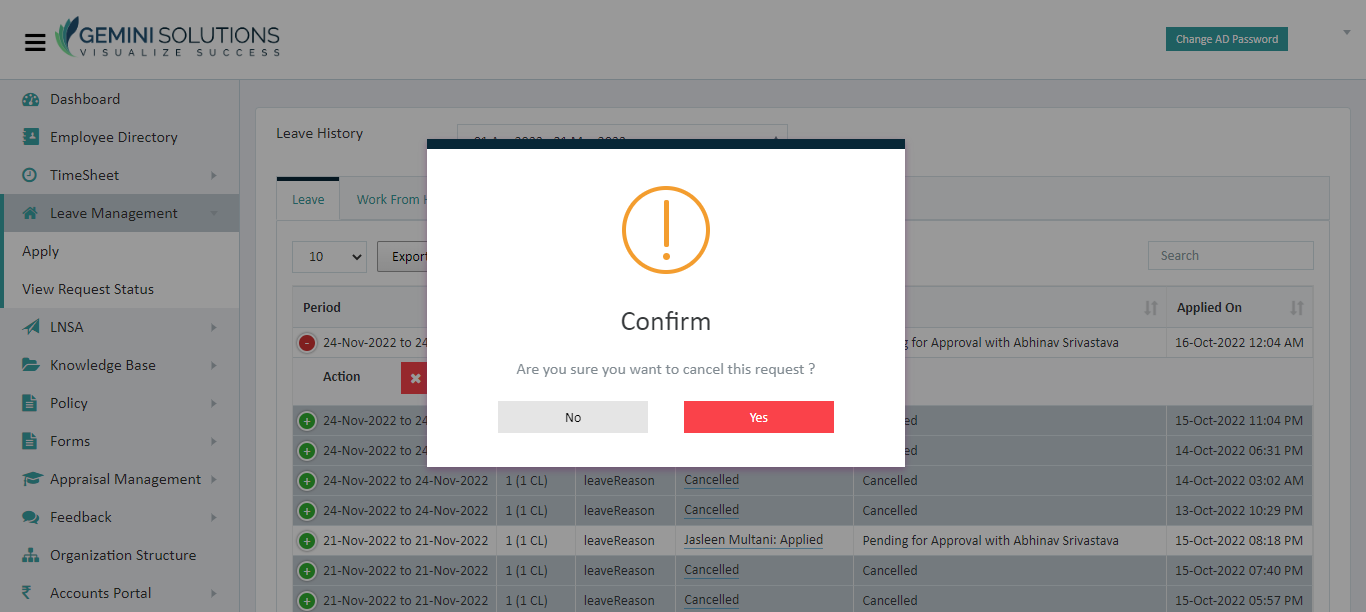 GEMINI SOLUTIONS
VISUALIZE SUCCESS
Change AD Password
Dashboard
Employee Directory
TimeSheet
Leave Management
Apply
View Request Status
LNSA
Knowledge Base
Policy
Forms
Appraisal Management
Feedback
Organization Structure
Accounts Portal
Leave History
Leave
Work From
10
Export
Search
Period
Applied On
24-Nov-2022 to 24
for Approval with Abhinav Srivastava
16-Oct-2022 12:04 AM
Action
Confirm
Are you sure you want to cancel this request ?
No
Yes
24-Nov-2022 to 24
ed
15-Oct-2022 11:04 PM
24-Nov-2022 to 24
ed
14-Oct-2022 06:31 PM
24-Nov-2022 to 24-Nov-2022 1 (1 CL) leaveReason Cancelled Cancelled 14-Oct-2022 03:02 AM
24-Nov-2022 to 24-Nov-2022 1 (1 CL) leaveReason Cancelled Cancelled 13-Oct-2022 10:29 PM
21-Nov-2022 to 21-Nov-2022 1 (1 CL) leaveReason Jasleen Multani: Applied Pending for Approval with Abhinav Srivastava 15-Oct-2022 08:18 PM
21-Nov-2022 to 21-Nov-2022 1 (1 CL) leaveReason Cancelled Cancelled 15-Oct-2022 07:40 PM
21-Nov-2022 to 21-Nov-2022 1 (1 CL) leaveReason Cancelled Cancelled 15-Oct-2022 05:57 PM